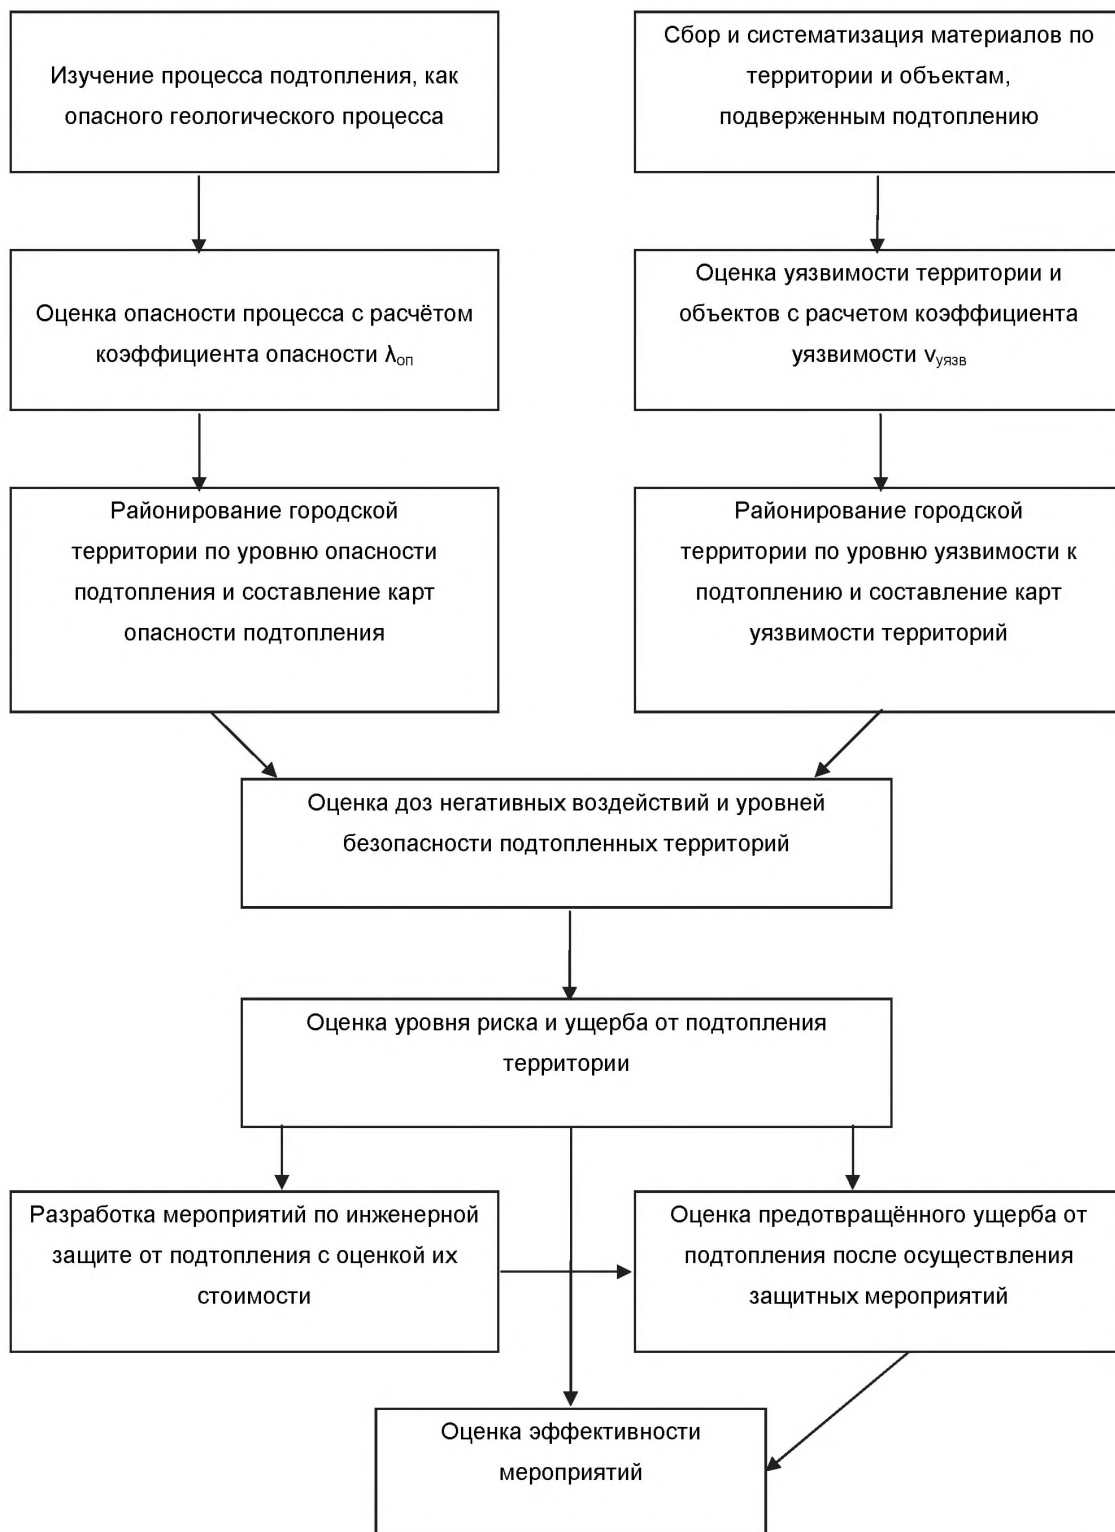 Изучение процесса подтопления, как
опасного геологического процесса
Сбор и систематизация материалов по
территории и объектам,
подверженным подтоплению
Оценка опасности процесса с расчётом
коэффициента опасности λоп
Оценка уязвимости территории и
объектов с расчетом коэффициента
уязвимости νуязв
Районирование городской
территории по уровню опасности
подтопления и составление карт
опасности подтопления
Районирование городской
территории по уровню уязвимости к
подтоплению и составление карт
уязвимости территорий
Оценка доз негативных воздействий и уровней
безопасности подтопленных территорий
Оценка уровня риска и ущерба от подтопления
территории
Разработка мероприятий по инженерной
защите от подтопления с оценкой их
стоимости
Оценка предотвращённого ущерба от
подтопления после осуществления
защитных мероприятий
Оценка эффективности
мероприятий